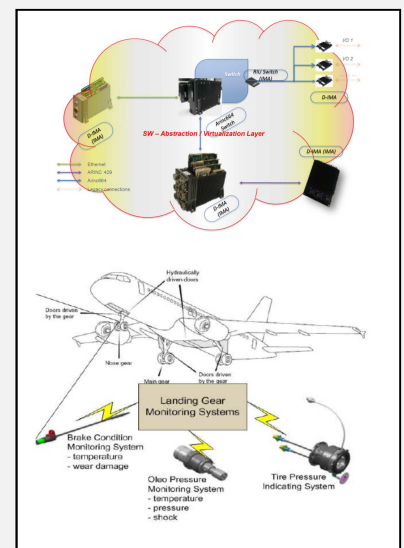 I/O 1
I/O 2
Switch
RIU Switch
(IMA)
D-IMA
D-IMA
(IMA)
Arinc664
Switch
SW – Abstraction / Virtualization Layer
D-IMA (IMA)
D-IMA
(IMA)
Ethernet
ARINC 429
Arinc664
Legacy connections
Hydraulically
driven doors
Doors driven
by the gear
Nose gear
Main gear
Doors driven
by the gear
Landing Gear
Monitoring Systems
Brake Condition
Monitoring System
- temperature
- wear damage
Oleo Pressure
Monitoring System
- temperature
- pressure
- shock
Tire Pressure
Indicating System